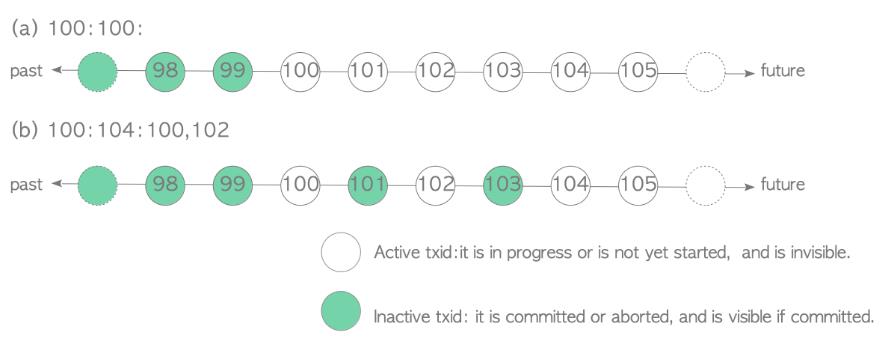 (a) 100:100:
past 98 99 100 101 102 103 104 105 future
(b) 100:104:100,102
past 98 99 100 101 102 103 104 105 future
Active txid:it is in progress or is not yet started, and is invisible.
Inactive txid: it is committed or aborted, and is visible if committed.